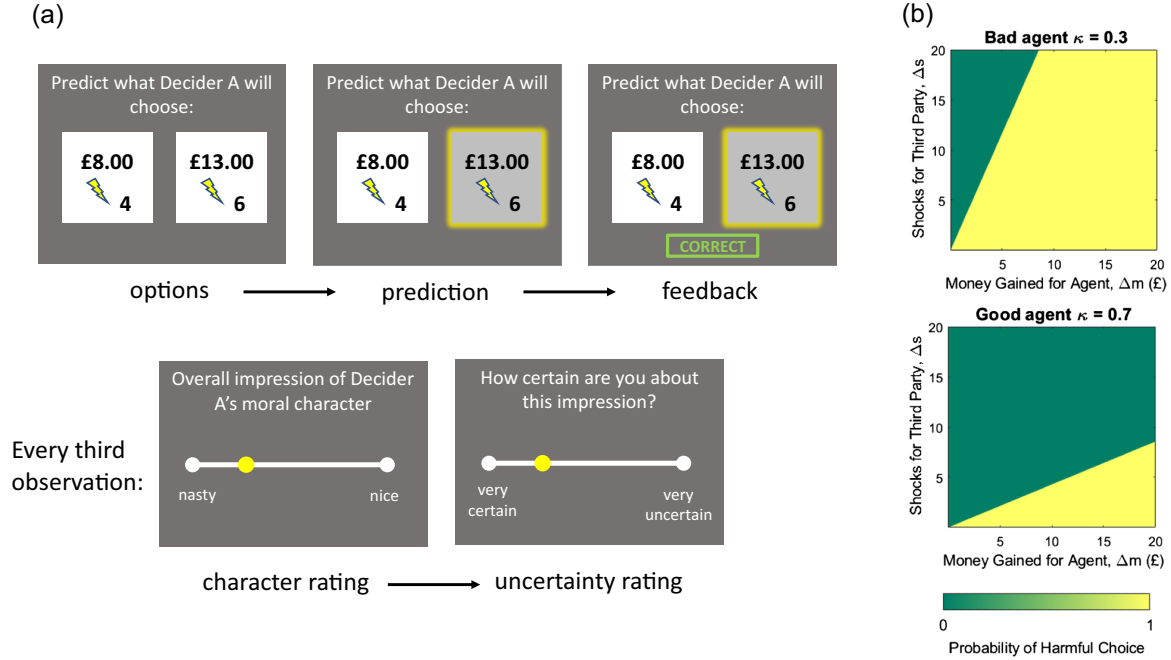 (a)
Predict what Decider A will
choose:
£8.00
4
£13.00
6
options
Predict what Decider A will
choose:
£8.00
4
£13.00
6
prediction
Predict what Decider A will
choose:
£8.00
4
£13.00
6
CORRECT
feedback
Every third
observation:
Overall impression of Decider
A's moral character
nasty
nice
character rating
How certain are you about
this impression?
very
certain
very
uncertain
uncertainty rating
(b)
Bad agent κ = 0.3
Shocks for Third Party, Δs
20
15
10
5
5 10 15 20
Money Gained for Agent, Δm (£)
Good agent κ = 0.7
Shocks for Third Party, Δs
20
15
10
5
5 10 15 20
Money Gained for Agent, Δm (£)
0 1
Probability of Harmful Choice